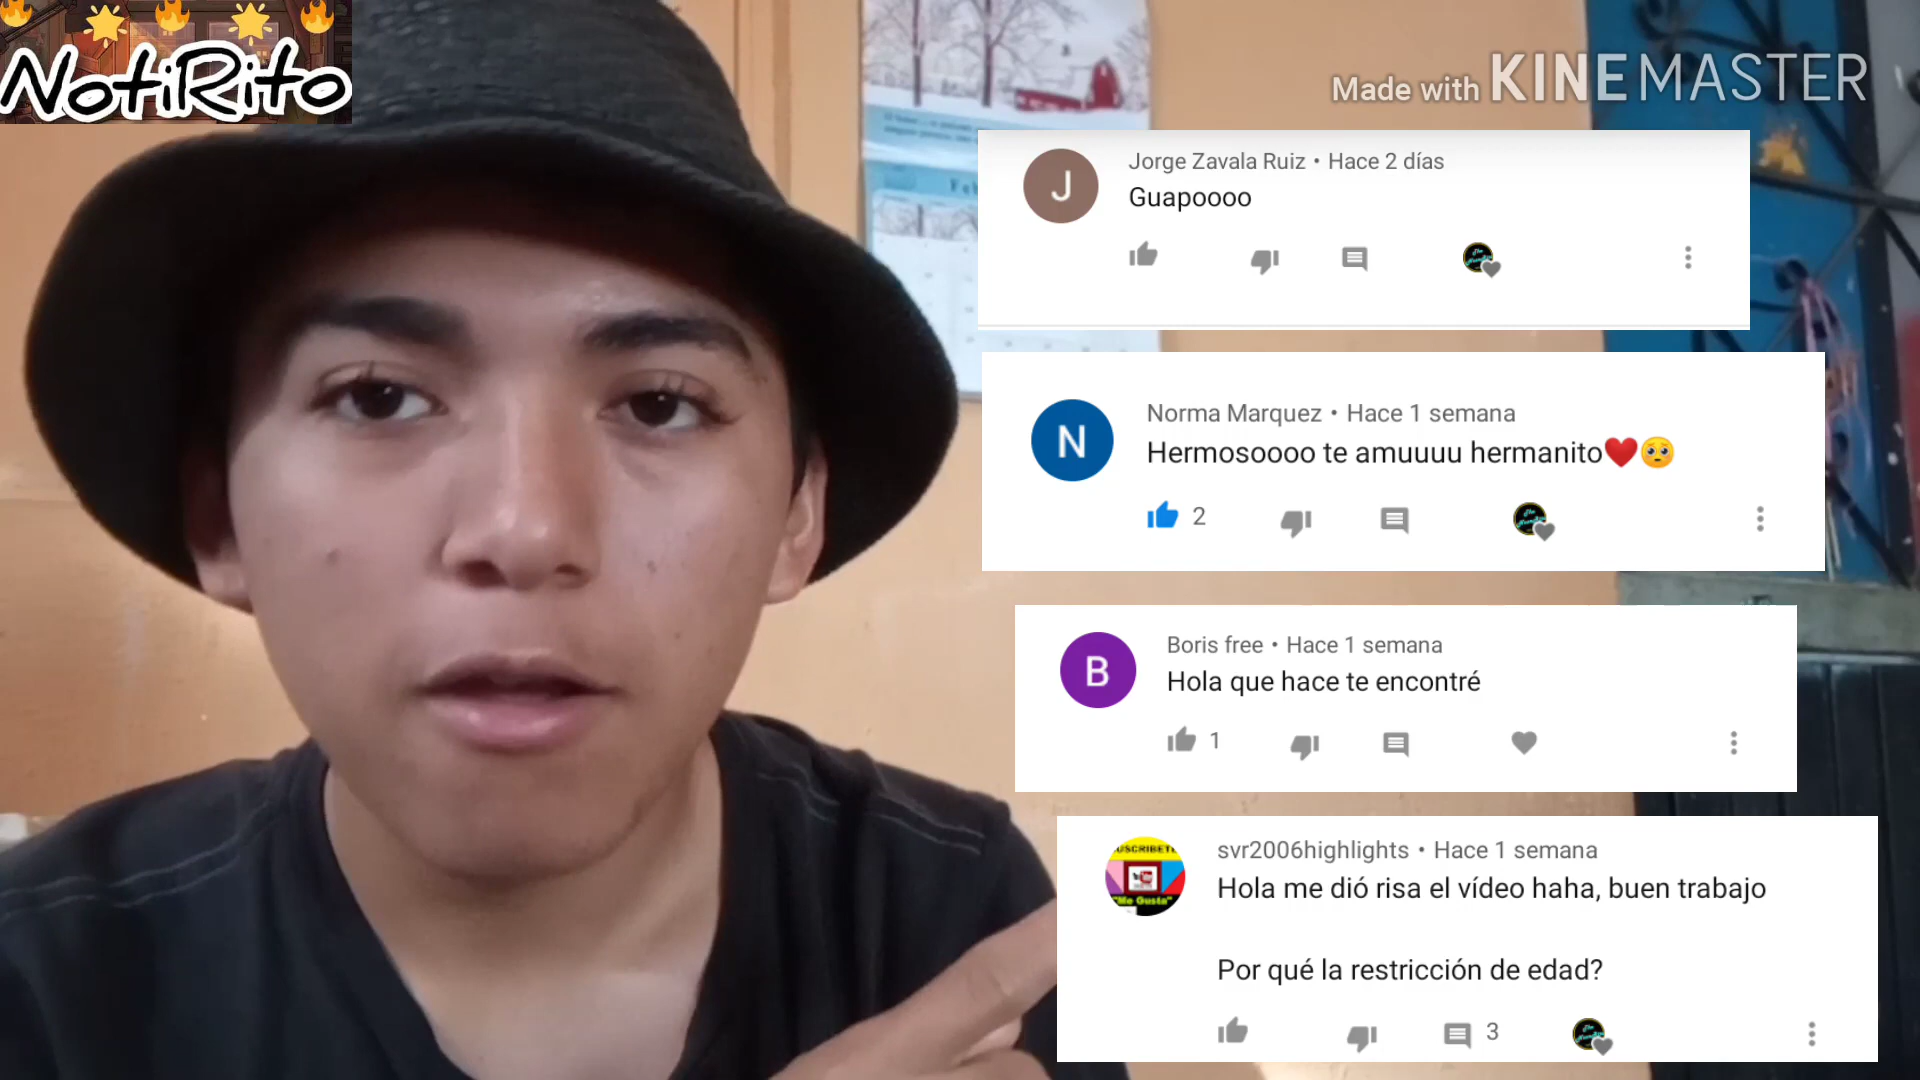 NotiRito
Made with KINEMASTER
J
Jorge Zavala Ruiz • Hace 2 días
Guapoooo
N
Norma Marquez • Hace 1 semana
Hermosoooo te amuuuu hermanito❤️🥺
2
B
Boris free • Hace 1 semana
Hola que hace te encontré
1
svr2006highlights • Hace 1 semana
Hola me dió risa el vídeo haha, buen trabajo
"Me Gusta"
Por qué la restricción de edad?
3